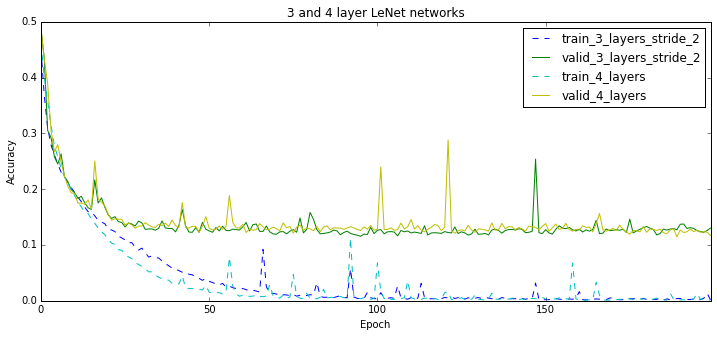 3 and 4 layer LeNet networks
0.5
0.4
0.3
0.2
0.1
0.0
Accuracy
train_3_layers_stride_2
valid_3_layers_stride_2
train_4_layers
valid_4_layers
0
50
100
150
Epoch